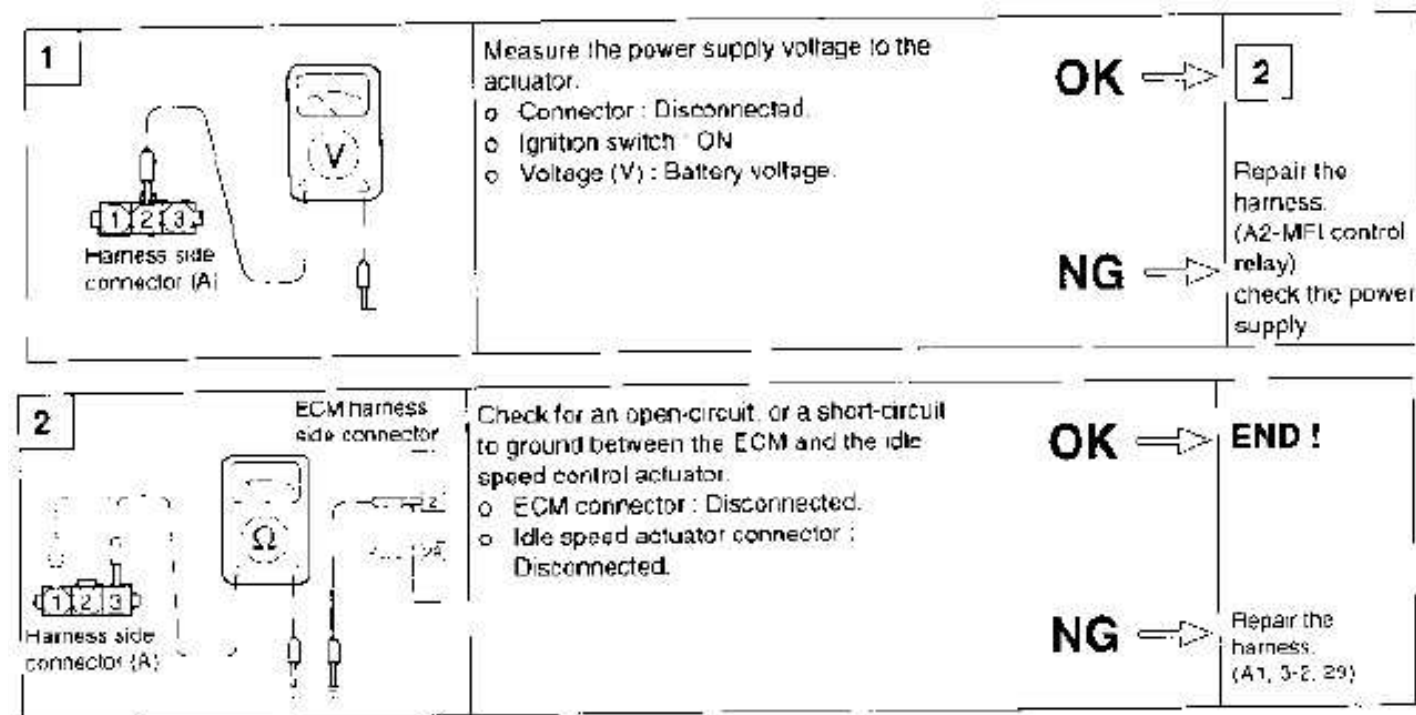 1
V
1 2 3
Harness side
connector (A)
Measure the power supply voltage to the
actuator.
o Connector : Disconnected.
o Ignition switch : ON
o Voltage (V) : Battery voltage.
OK
2
NG
Repair the
harness.
(A2-MFI control
relay)
check the power
supply
2
ECM harness
side connector
Ω
1 2 3
Harness side
connector (A)
Check for an open-circuit, or a short-circuit
to ground between the ECM and the idle
speed control actuator.
o ECM connector : Disconnected.
o Idle speed actuator connector :
Disconnected.
OK
END !
NG
Repair the
harness.
(A1, 3-2, 29)